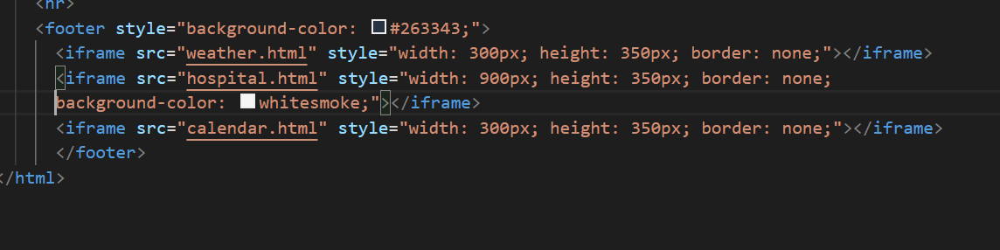 <hr>
<footer style="background-color: #263343;">
<iframe src="weather.html" style="width: 300px; height: 350px; border: none;"></iframe>
<iframe src="hospital.html" style="width: 900px; height: 350px; border: none;
background-color: whitesmoke;"></iframe>
<iframe src="calendar.html" style="width: 300px; height: 350px; border: none;"></iframe>
</footer>
</html>